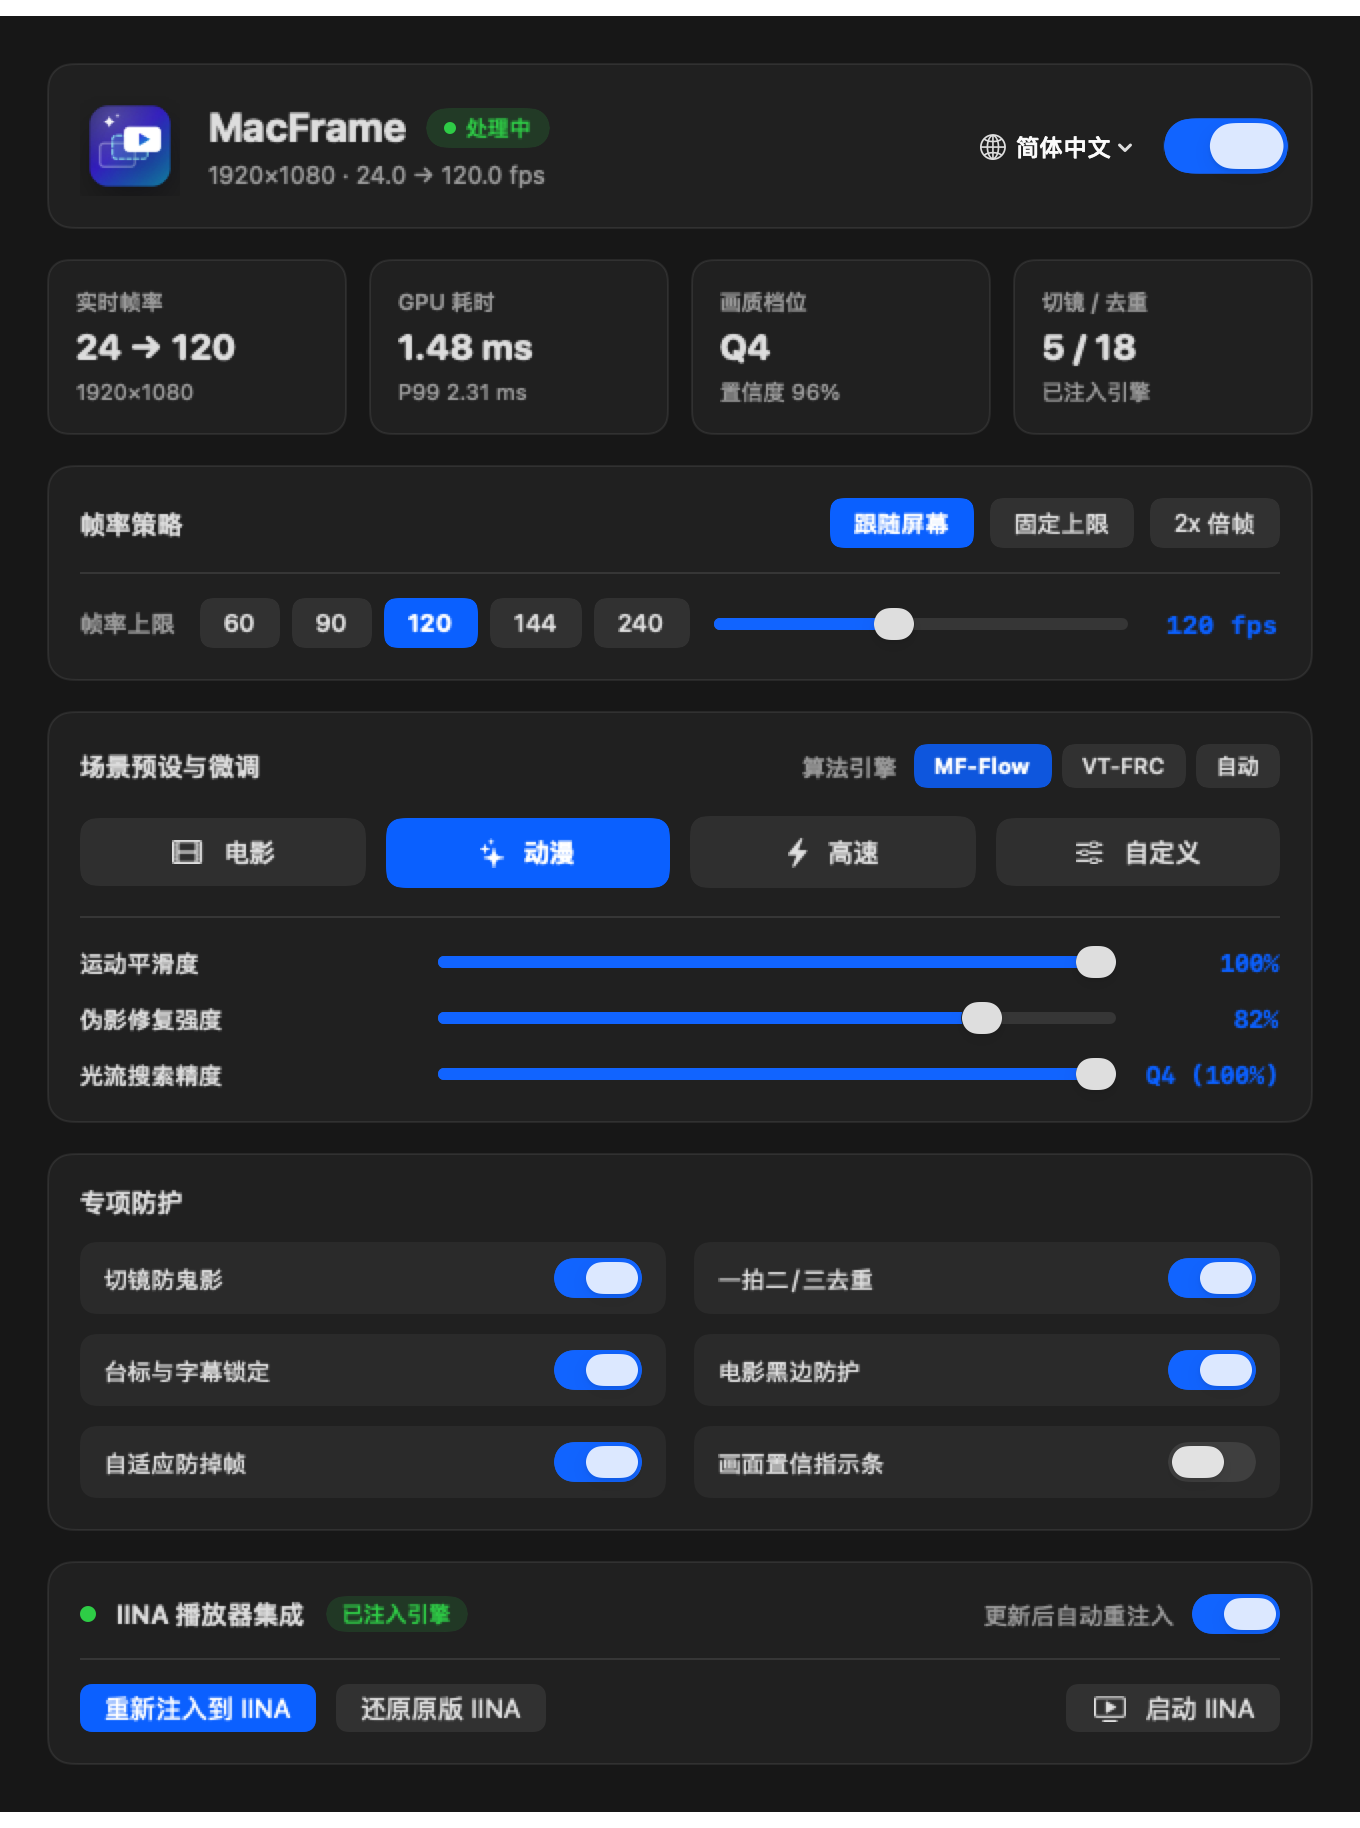 MacFrame
处理中
1920×1080 · 24.0 → 120.0 fps
简体中文
实时帧率
24 → 120
1920×1080
GPU 耗时
1.48 ms
P99 2.31 ms
画质档位
Q4
置信度 96%
切镜 / 去重
5 / 18
已注入引擎
帧率策略
跟随屏幕
固定上限
2x 倍帧
帧率上限
60
90
120
144
240
120 fps
场景预设与微调
算法引擎
MF-Flow
VT-FRC
自动
电影
动漫
高速
自定义
运动平滑度
100%
伪影修复强度
82%
光流搜索精度
Q4 (100%)
专项防护
切镜防鬼影
一拍二/三去重
台标与字幕锁定
电影黑边防护
自适应防掉帧
画面置信指示条
IINA 播放器集成
已注入引擎
更新后自动重注入
重新注入到 IINA
还原原版 IINA
启动 IINA